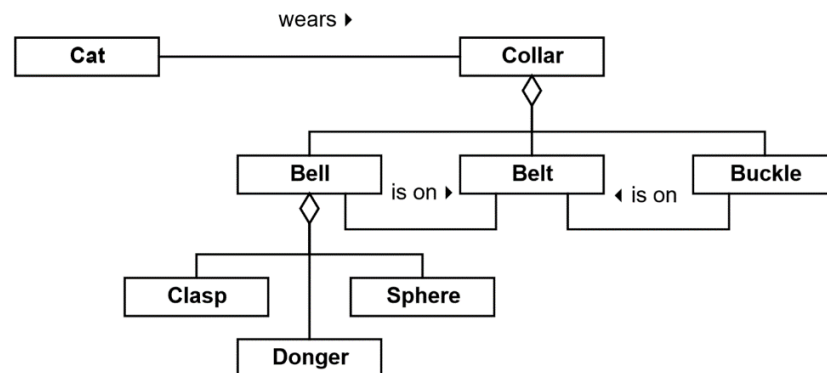 wears ▸
Cat
Collar
Bell
Belt
Buckle
is on ▸
◂ is on
Clasp
Sphere
Donger